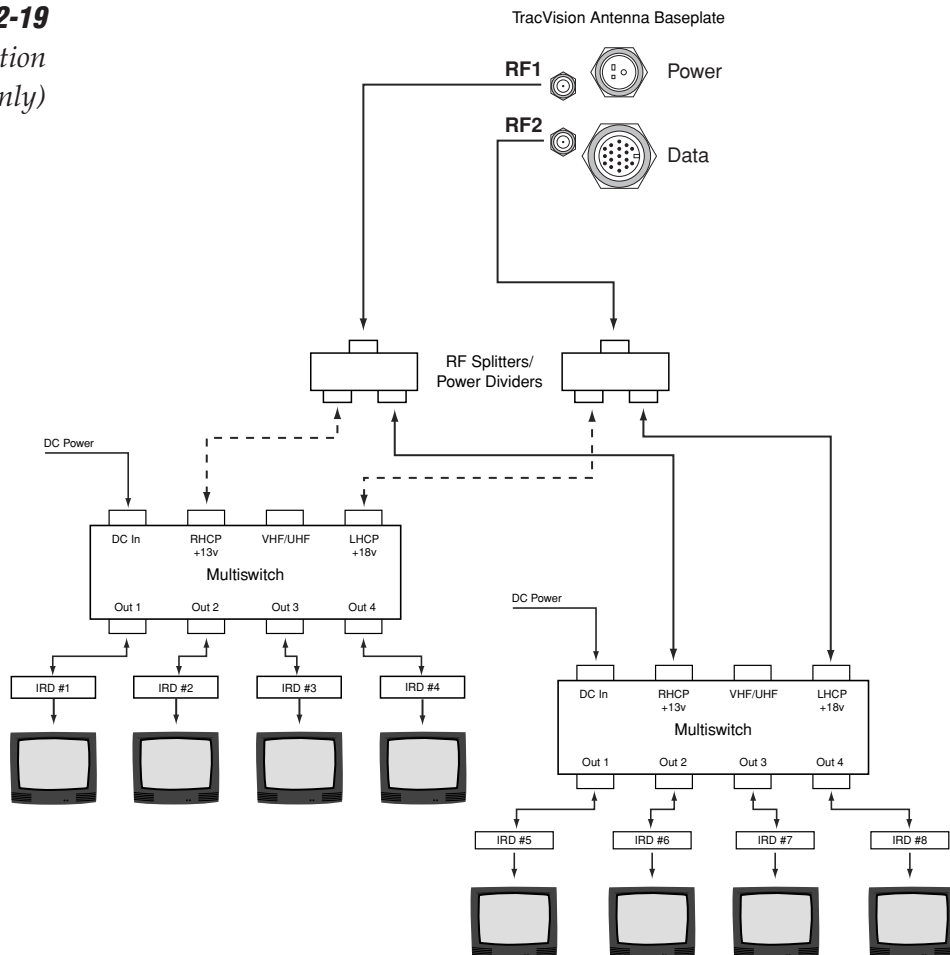 2-19
TracVision Antenna Baseplate
nly)
RF1
Power
RF2
Data
RF Splitters/
Power Dividers
DC Power
DC In
RHCP
+13v
VHF/UHF
LHCP
+18v
Multiswitch
Out 1
Out 2
Out 3
Out 4
IRD #1
IRD #2
IRD #3
IRD #4
DC Power
DC In
RHCP
+13v
VHF/UHF
LHCP
+18v
Multiswitch
Out 1
Out 2
Out 3
Out 4
IRD #5
IRD #6
IRD #7
IRD #8